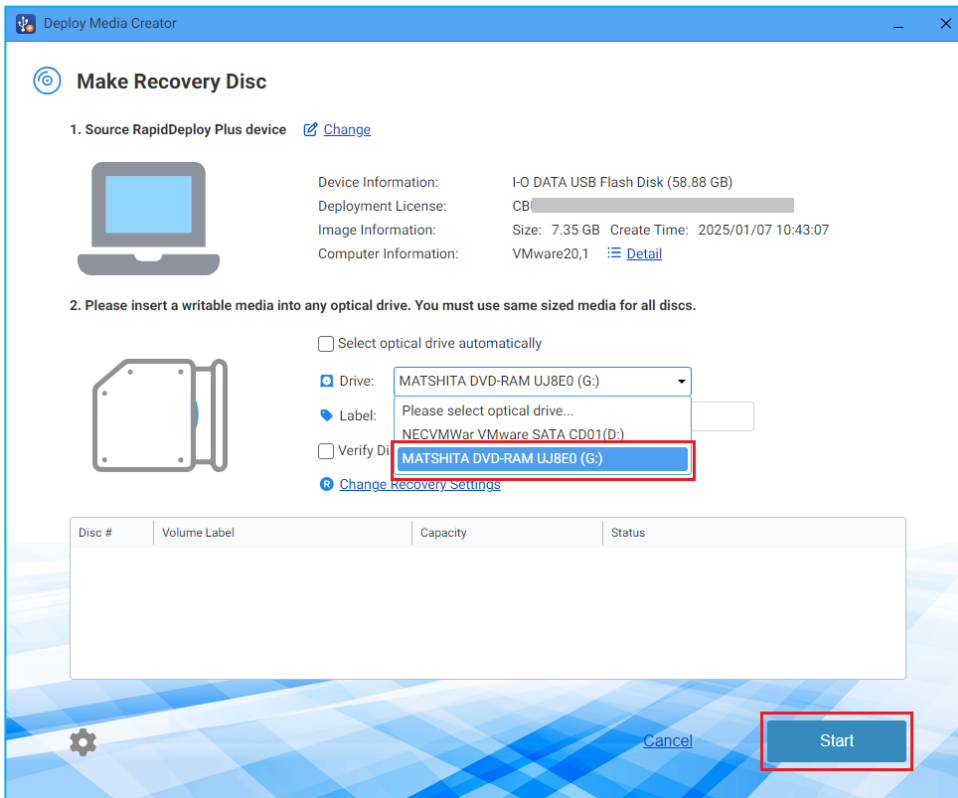 Deploy Media Creator
Make Recovery Disc
1. Source RapidDeploy Plus device Change
Device Information: I-O DATA USB Flash Disk (58.88 GB)
Deployment License: CB
Image Information: Size: 7.35 GB Create Time: 2025/01/07 10:43:07
Computer Information: VMware20,1 Detail
2. Please insert a writable media into any optical drive. You must use same sized media for all discs.
Select optical drive automatically
Drive: MATSHITA DVD-RAM UJ8E0 (G:)
Label: Please select optical drive...
NECVMWar VMware SATA CD01(D:)
Verify Di MATSHITA DVD-RAM UJ8E0 (G:)
R Change Recovery Settings
Disc # Volume Label Capacity Status
Cancel Start